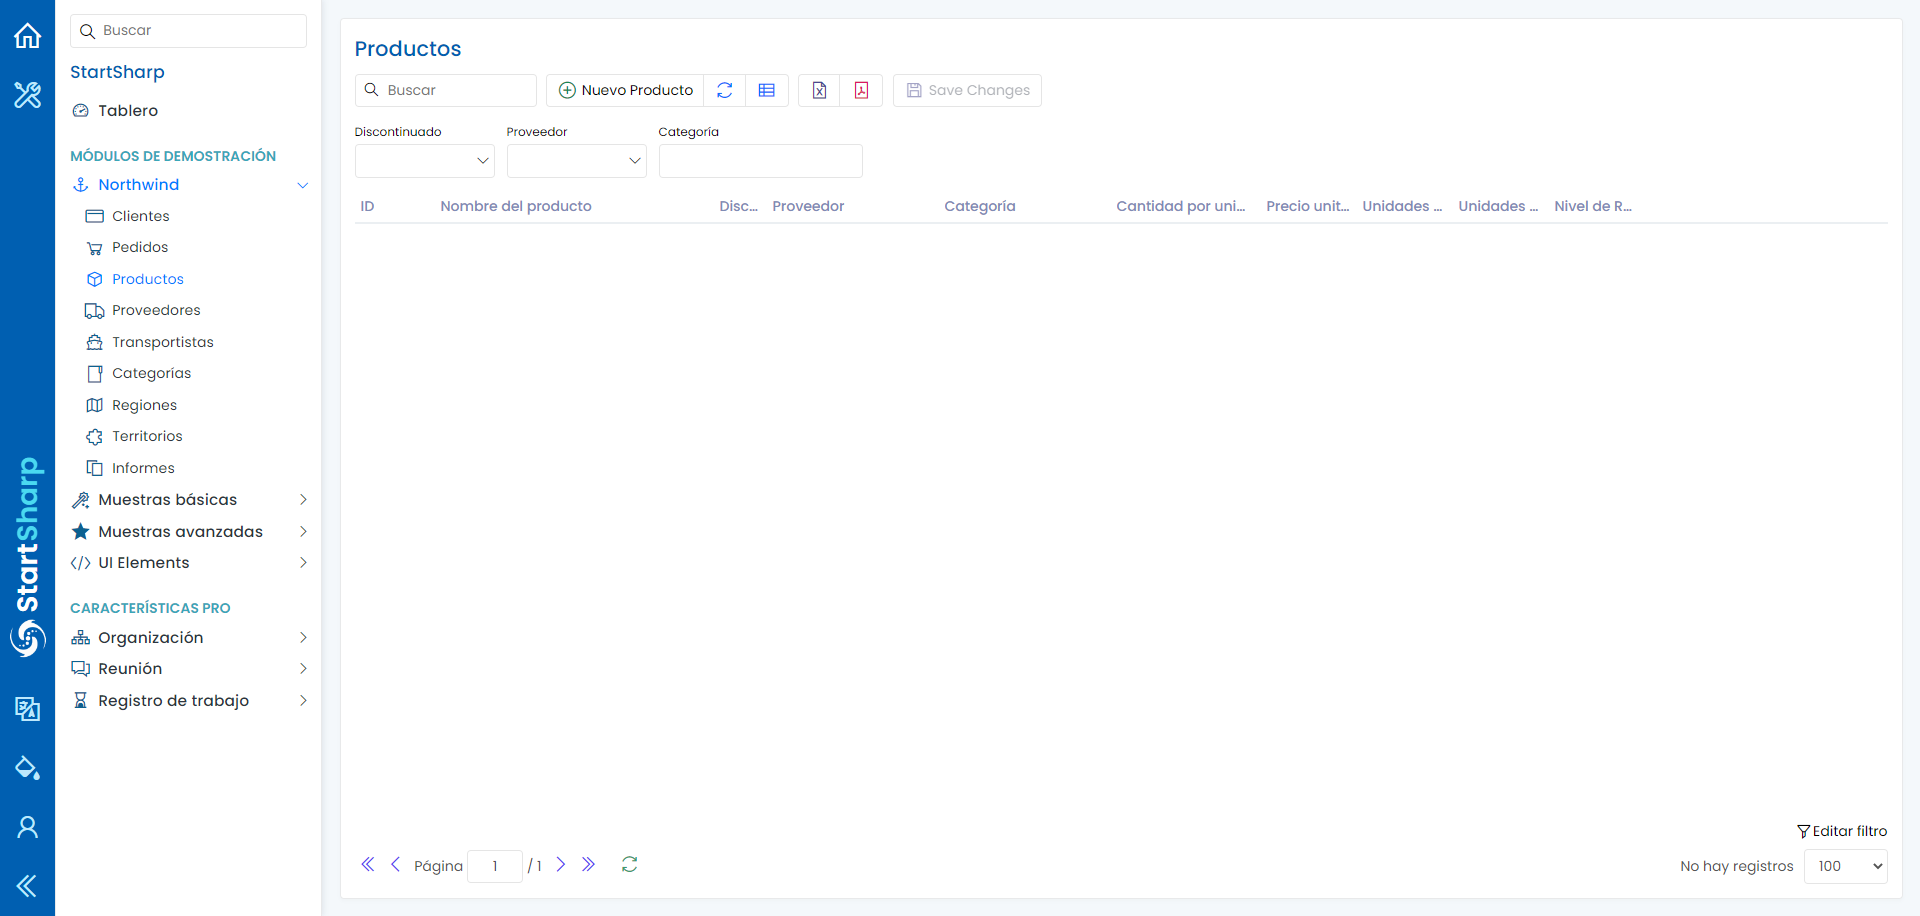 StartSharp
Buscar
StartSharp
Tablero
MÓDULOS DE DEMOSTRACIÓN
Northwind
Clientes
Pedidos
Productos
Proveedores
Transportistas
Categorías
Regiones
Territorios
Informes
Muestras básicas
Muestras avanzadas
UI Elements
CARACTERÍSTICAS PRO
Organización
Reunión
Registro de trabajo
Productos
Buscar Nuevo Producto Save Changes
Discontinuado Proveedor Categoría
ID Nombre del producto Disc... Proveedor Categoría Cantidad por uni... Precio unit... Unidades ... Unidades ... Nivel de R...
Editar filtro
Página 1 / 1 No hay registros 100